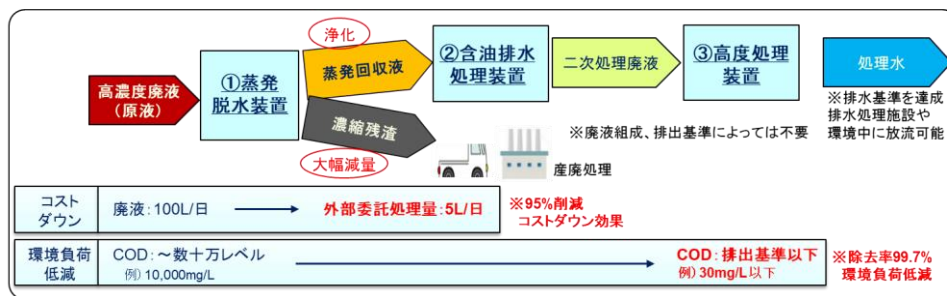 浄化
高濃度廃液
(原液)
①蒸発
脱水装置
蒸発回収液
濃縮残渣
大幅減量
②含油排水
処理装置
二次処理廃液
③高度処理
装置
処理水
※排水基準を達成
排水処理施設や
環境中に放流可能
※廃液組成、排出基準によっては不要
産廃処理
コスト
ダウン
廃液:100L/日
外部委託処理量:5L/日
※95%削減
コストダウン効果
環境負荷
低減
COD:~数十万レベル
例)10,000mg/L
COD:排出基準以下
例)30mg/L以下
※除去率99.7%
環境負荷低減